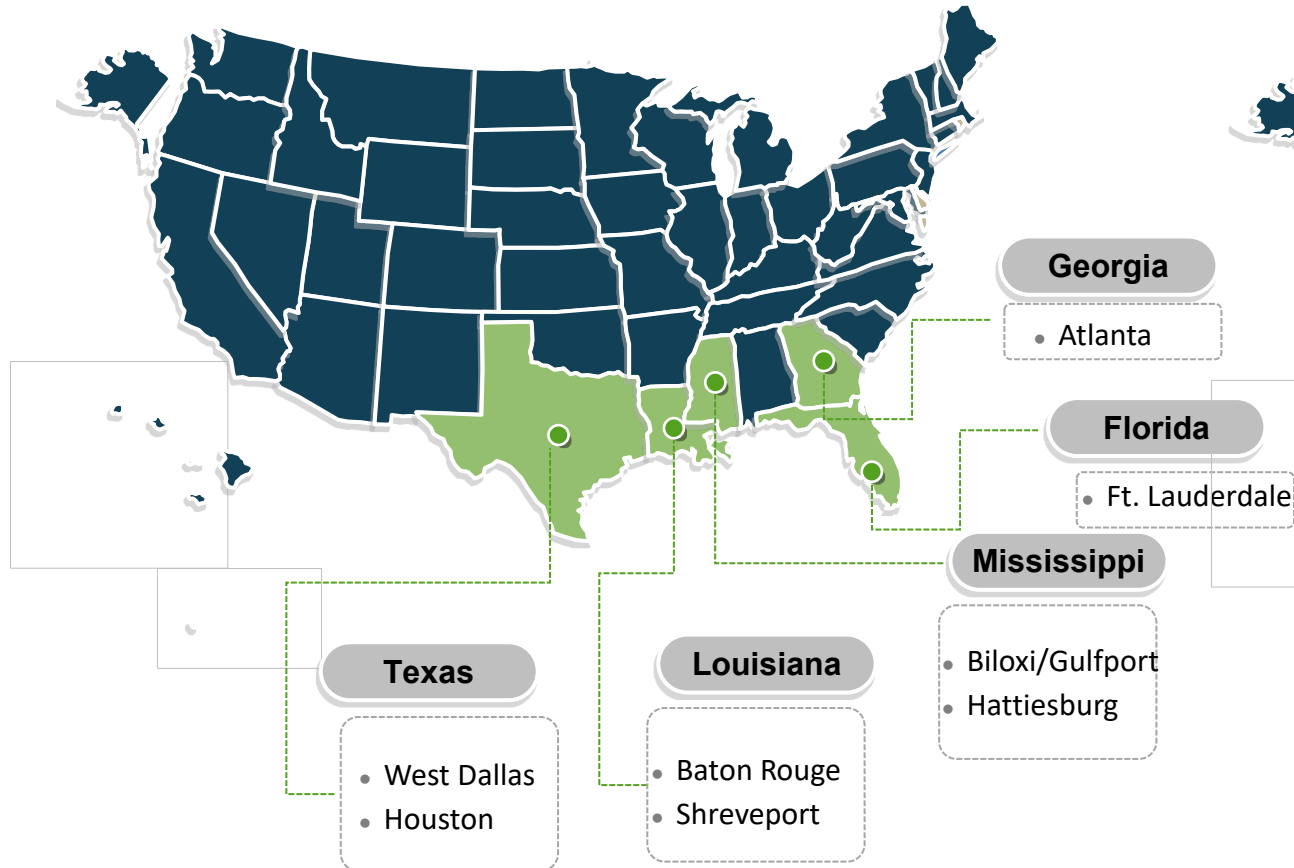 Georgia
• Atlanta
Florida
• Ft. Lauderdale
Mississippi
• Biloxi/Gulfport
• Hattiesburg
Texas
• West Dallas
• Houston
Louisiana
• Baton Rouge
• Shreveport